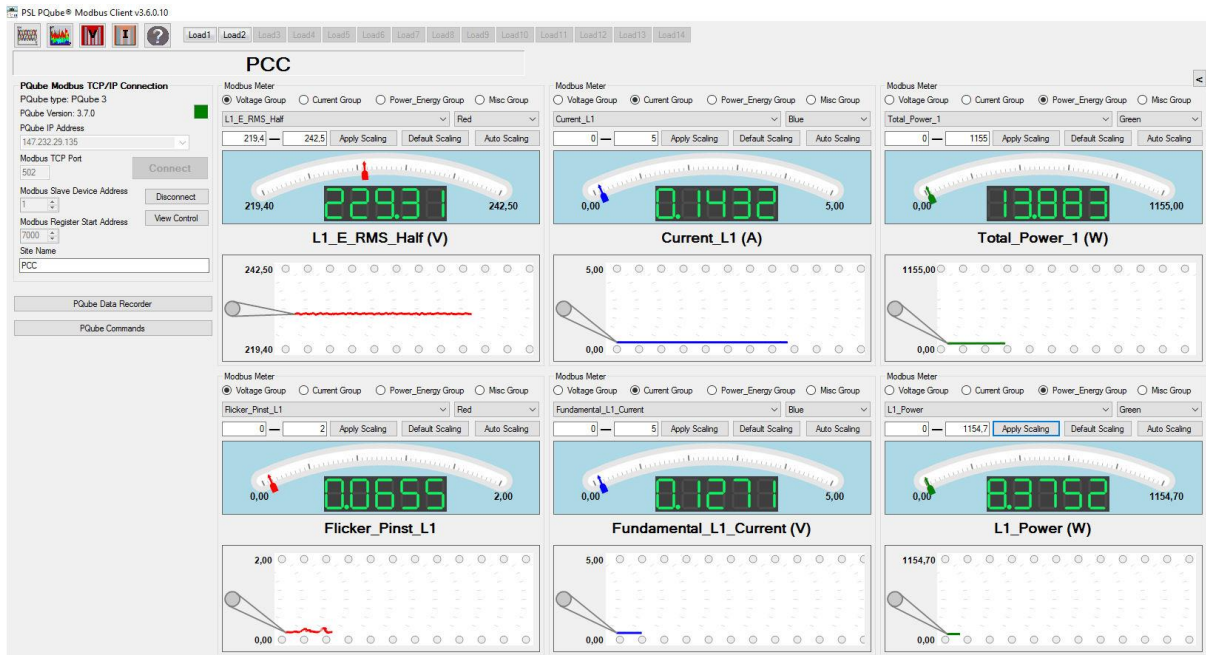 PSL PQube® Modbus Client v3.6.0.10
Load1 Load2 Load3 Load4 Load5 Load6 Load7 Load8 Load9 Load10 Load11 Load12 Load13 Load14
PCC
<
PQube Modbus TCP/IP Connection
PQube type: PQube 3
PQube Version: 3.7.0
PQube IP Address
147.232.29.135
Modbus TCP Port
502
Connect
Modbus Slave Device Address
1
Disconnect
Modbus Register Start Address
7000
View Control
Site Name
PCC
PQube Data Recorder
PQube Commands
Modbus Meter
Voltage Group Current Group Power_Energy Group Misc Group
L1_E_RMS_Half Red
219,4 — 242,5 Apply Scaling Default Scaling Auto Scaling
219,40 229.31 242,50
L1_E_RMS_Half (V)
242,50
219,40
Modbus Meter
Voltage Group Current Group Power_Energy Group Misc Group
Current_L1 Blue
0 — 5 Apply Scaling Default Scaling Auto Scaling
0,00 0.1432 5,00
Current_L1 (A)
5,00
0,00
Modbus Meter
Voltage Group Current Group Power_Energy Group Misc Group
Total_Power_1 Green
0 — 1155 Apply Scaling Default Scaling Auto Scaling
0,00 13.883 1155,00
Total_Power_1 (W)
1155,00
0,00
Modbus Meter
Voltage Group Current Group Power_Energy Group Misc Group
Flicker_Pinst_L1 Red
0 — 2 Apply Scaling Default Scaling Auto Scaling
0,00 0.0655 2,00
Flicker_Pinst_L1
2,00
0,00
Modbus Meter
Voltage Group Current Group Power_Energy Group Misc Group
Fundamental_L1_Current Blue
0 — 5 Apply Scaling Default Scaling Auto Scaling
0,00 0.1271 5,00
Fundamental_L1_Current (V)
5,00
0,00
Modbus Meter
Voltage Group Current Group Power_Energy Group Misc Group
L1_Power Green
0 — 1154,7 Apply Scaling Default Scaling Auto Scaling
0,00 8.3752 1154,70
L1_Power (W)
1154,70
0,00